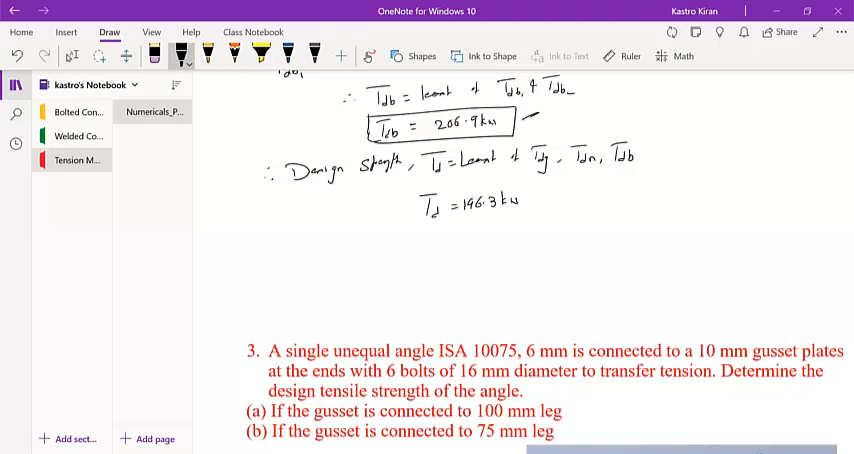 OneNote for Windows 10
Kastro Kiran
Home Insert Draw View Help Class Notebook Share
Shapes Ink to Shape Ink to Text Ruler Math
kastro's Notebook
Bolted Con...
Welded Co...
Tension M...
Numericals_P...
Tdb1
∴ Tdb = least of Tdb1 & Tdb2
Tdb = 206.9 kN
∴ Design strength, Td = Least of Tdg, Tdn, Tdb
Td = 196.3 kN
3. A single unequal angle ISA 10075, 6 mm is connected to a 10 mm gusset plates
at the ends with 6 bolts of 16 mm diameter to transfer tension. Determine the
design tensile strength of the angle.
(a) If the gusset is connected to 100 mm leg
(b) If the gusset is connected to 75 mm leg
+ Add sect... + Add page